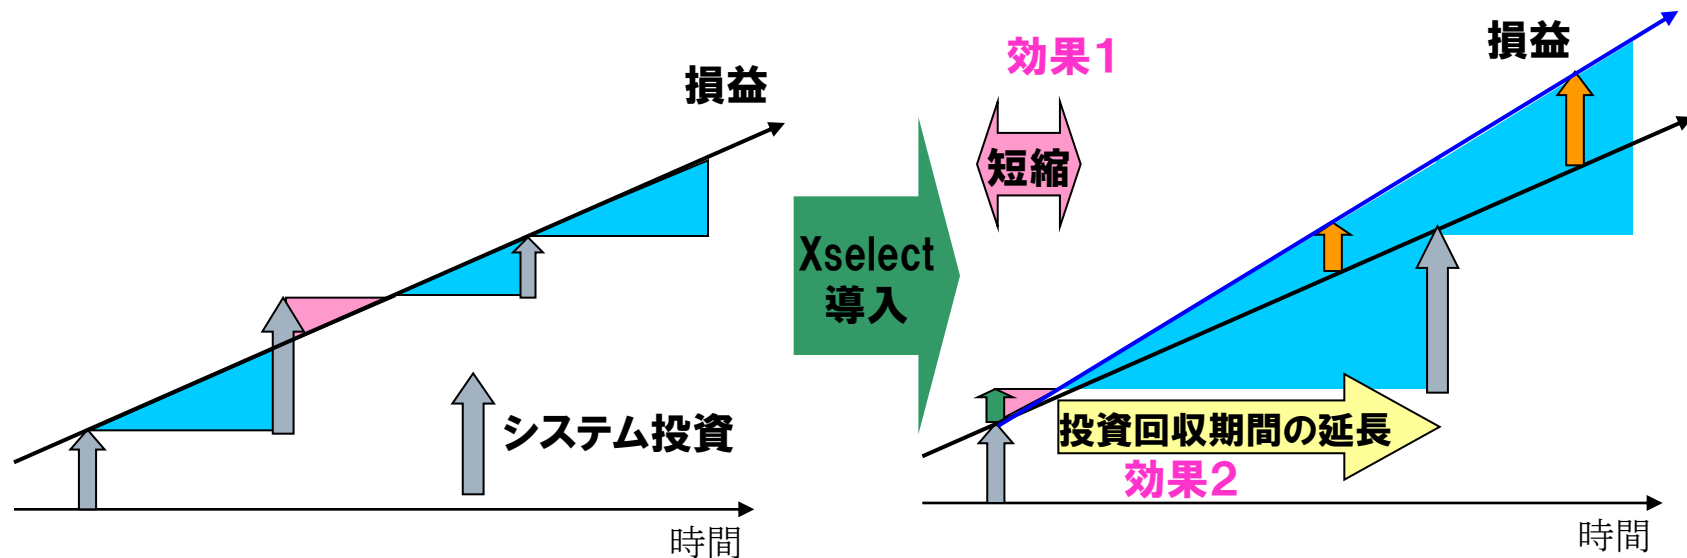 損益
システム投資
時間
Xselect
導入
効果1
短縮
損益
投資回収期間の延長
効果2
時間